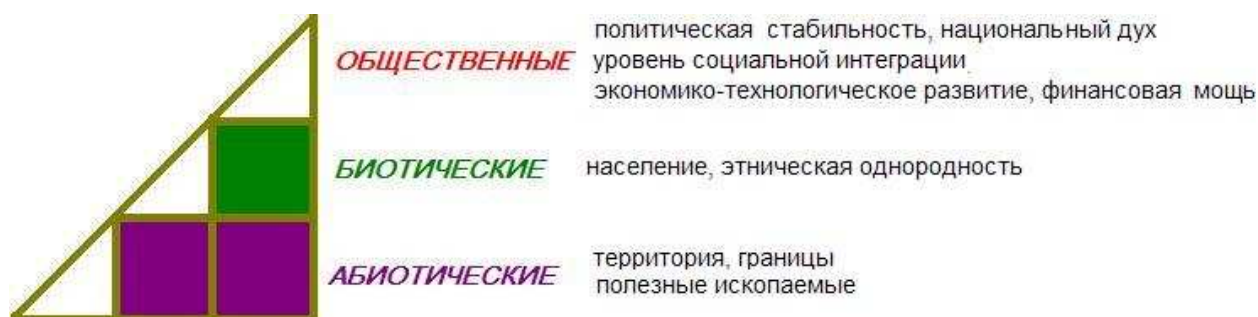 ОБЩЕСТВЕННЫЕ
политическая стабильность, национальный дух
уровень социальной интеграции
экономико-технологическое развитие, финансовая мощь
БИОТИЧЕСКИЕ
население, этническая однородность
АБИОТИЧЕСКИЕ
территория, границы
полезные ископаемые